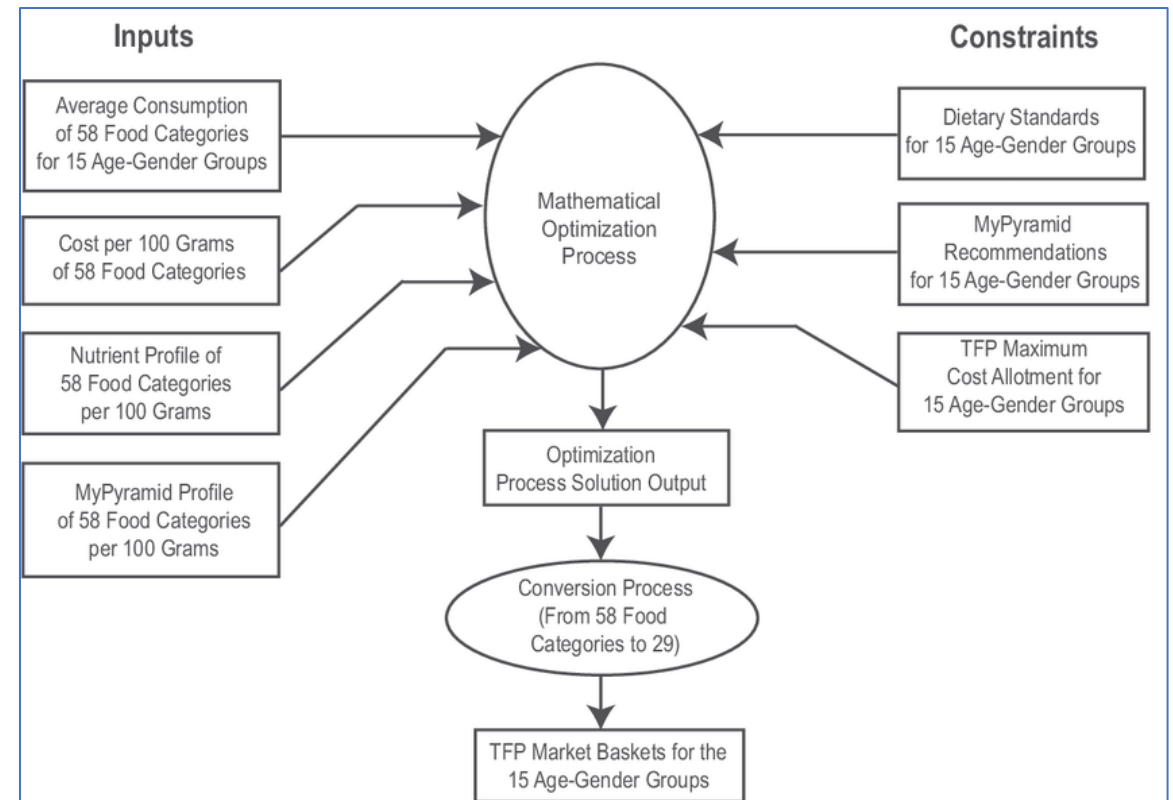 Inputs
Constraints
Average Consumption
of 58 Food Categories
for 15 Age-Gender Groups
Cost per 100 Grams
of 58 Food Categories
Nutrient Profile of
58 Food Categories
per 100 Grams
MyPyramid Profile
of 58 Food Categories
per 100 Grams
Mathematical
Optimization
Process
Dietary Standards
for 15 Age-Gender Groups
MyPyramid
Recommendations
for 15 Age-Gender Groups
TFP Maximum
Cost Allotment for
15 Age-Gender Groups
Optimization
Process Solution Output
Conversion Process
(From 58 Food
Categories to 29)
TFP Market Baskets for the
15 Age-Gender Groups